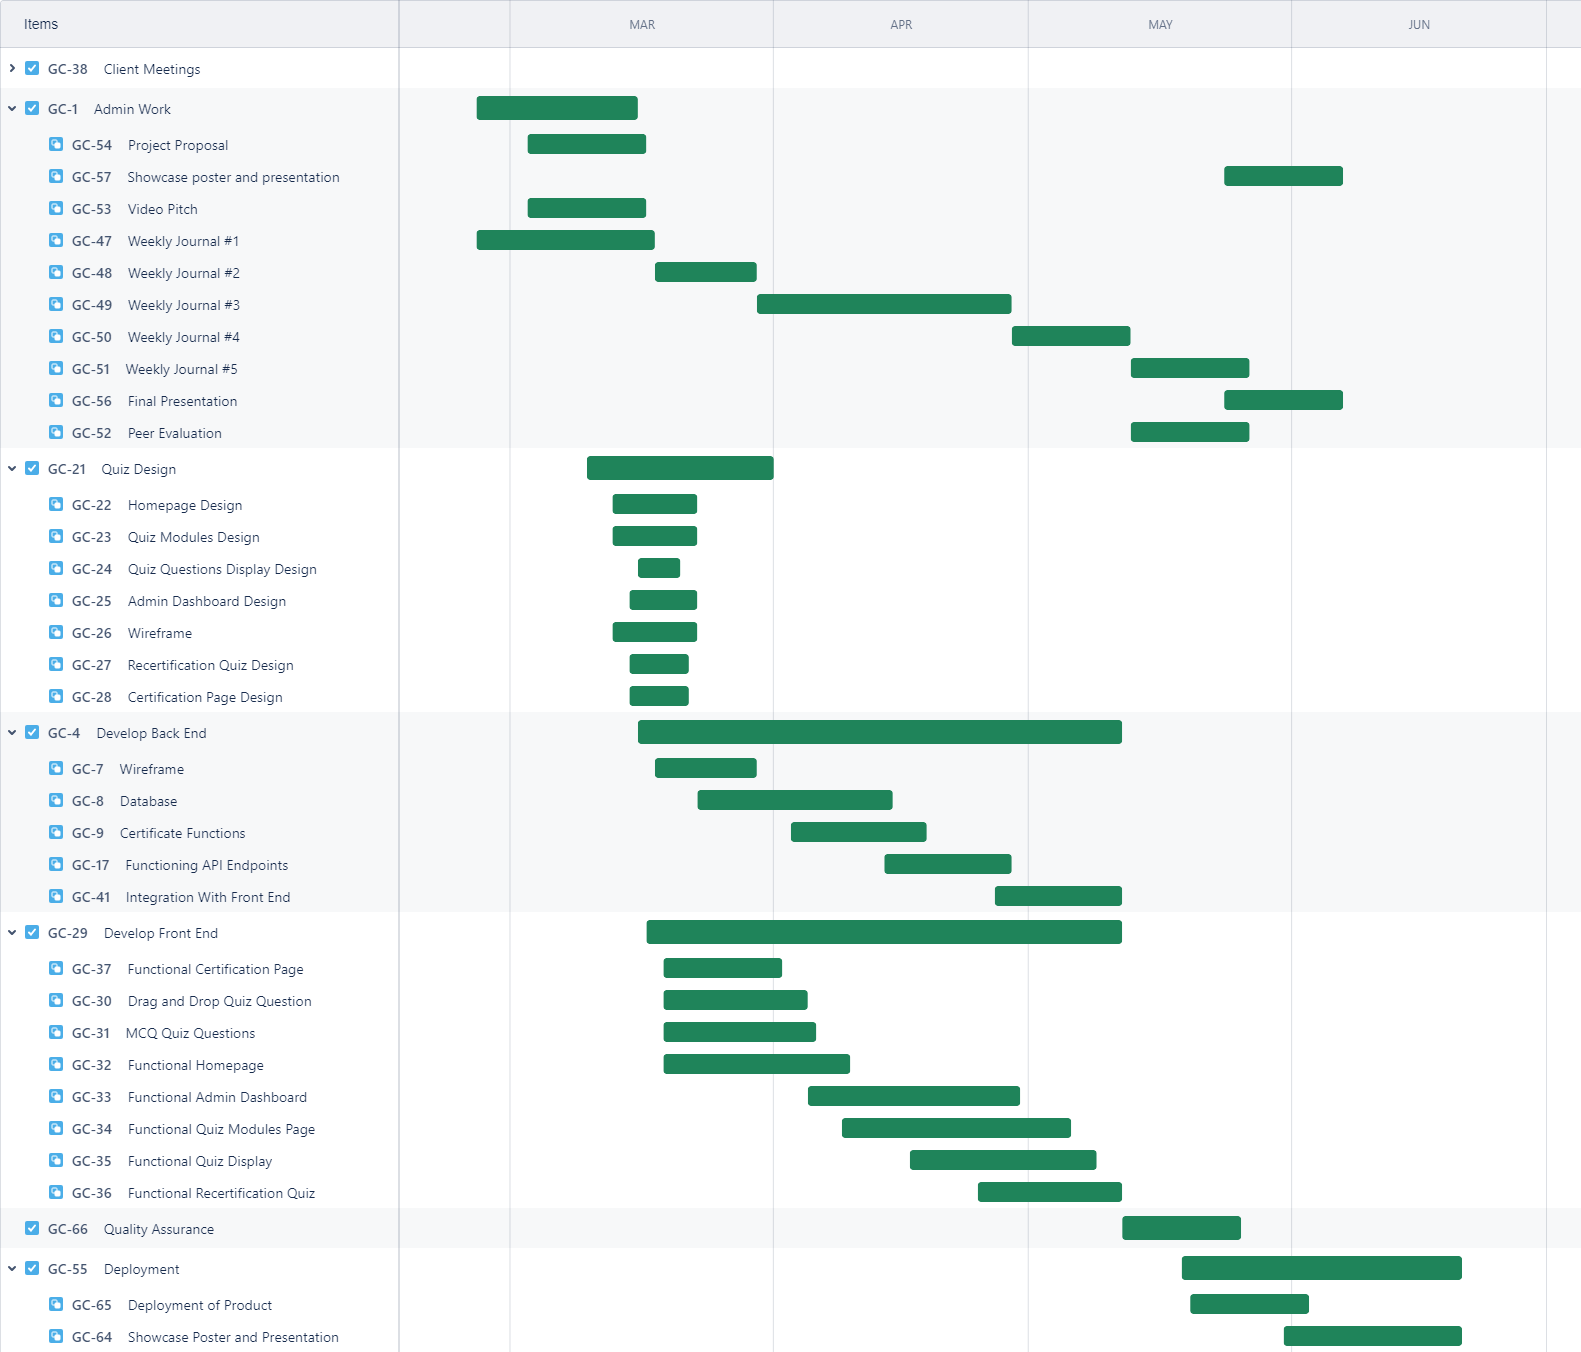 Items MAR APR MAY JUN
GC-38 Client Meetings
GC-1 Admin Work
GC-54 Project Proposal
GC-57 Showcase poster and presentation
GC-53 Video Pitch
GC-47 Weekly Journal #1
GC-48 Weekly Journal #2
GC-49 Weekly Journal #3
GC-50 Weekly Journal #4
GC-51 Weekly Journal #5
GC-56 Final Presentation
GC-52 Peer Evaluation
GC-21 Quiz Design
GC-22 Homepage Design
GC-23 Quiz Modules Design
GC-24 Quiz Questions Display Design
GC-25 Admin Dashboard Design
GC-26 Wireframe
GC-27 Recertification Quiz Design
GC-28 Certification Page Design
GC-4 Develop Back End
GC-7 Wireframe
GC-8 Database
GC-9 Certificate Functions
GC-17 Functioning API Endpoints
GC-41 Integration With Front End
GC-29 Develop Front End
GC-37 Functional Certification Page
GC-30 Drag and Drop Quiz Question
GC-31 MCQ Quiz Questions
GC-32 Functional Homepage
GC-33 Functional Admin Dashboard
GC-34 Functional Quiz Modules Page
GC-35 Functional Quiz Display
GC-36 Functional Recertification Quiz
GC-66 Quality Assurance
GC-55 Deployment
GC-65 Deployment of Product
GC-64 Showcase Poster and Presentation